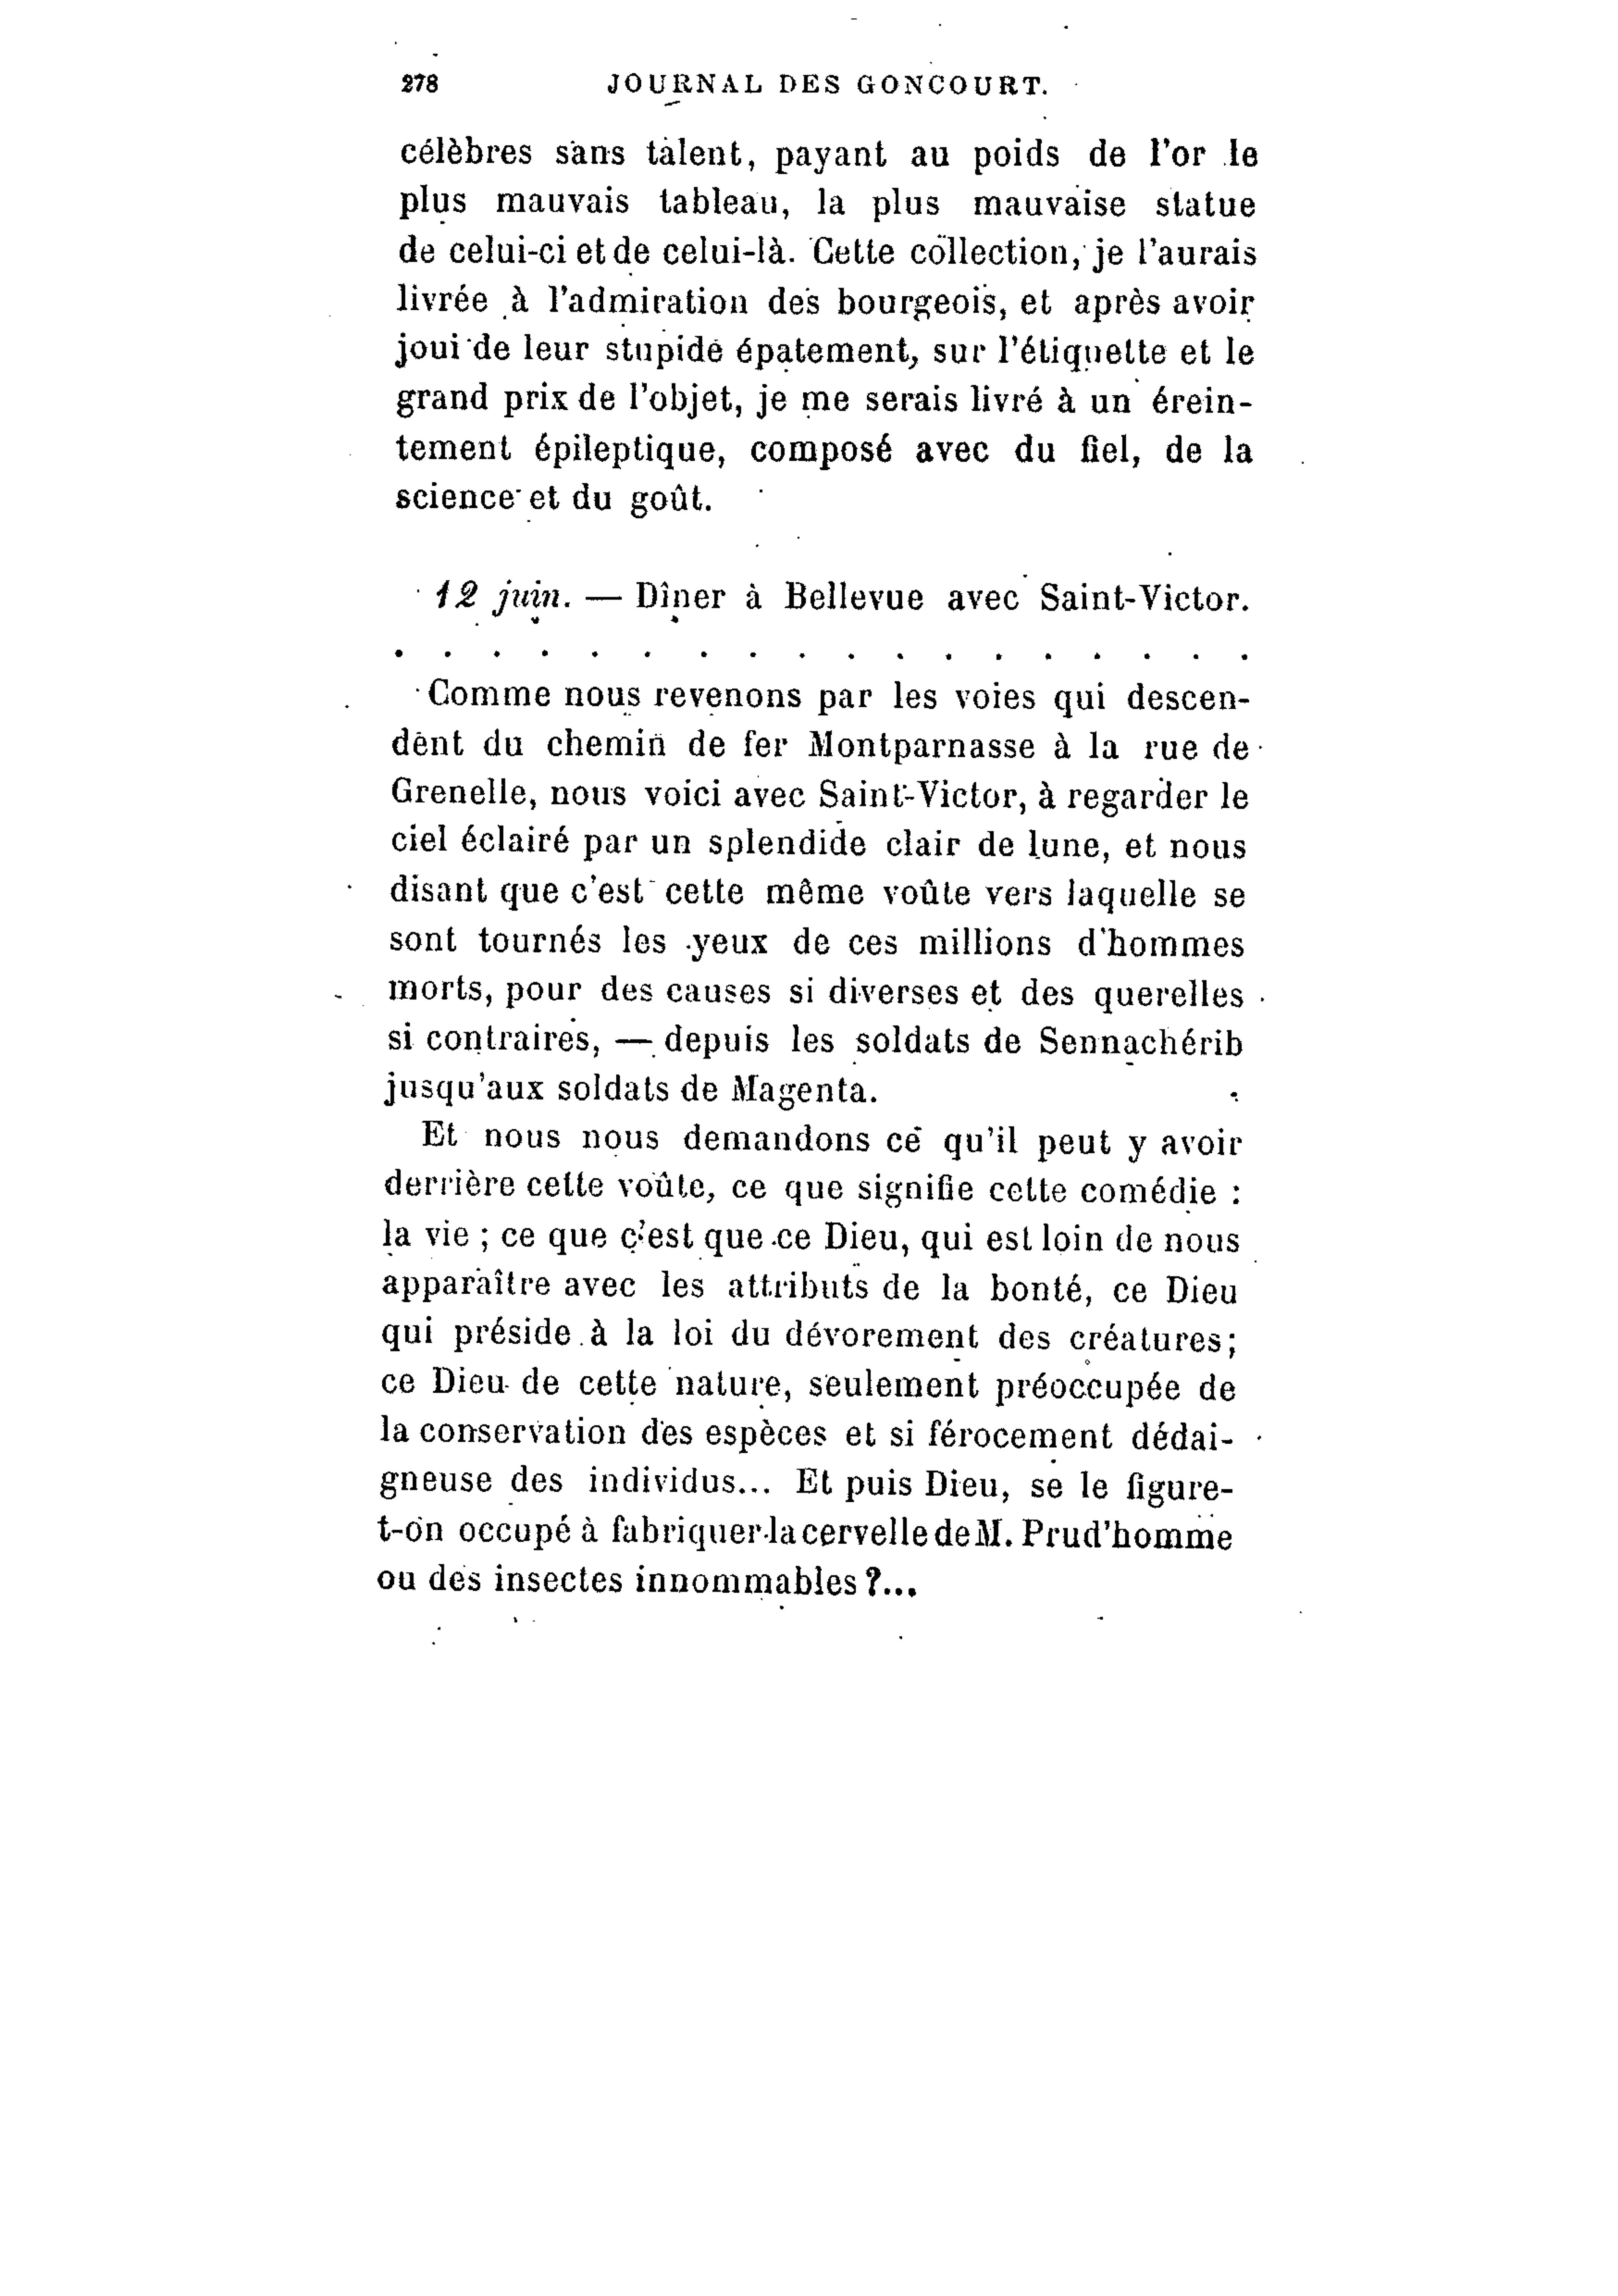 278 JOURNAL DES GONCOURT.
célèbres sans talent, payant au poids de l'or le
plus mauvais tableau, la plus mauvaise statue
de celui-ci et de celui-là. Cette collection, je l'aurais
livrée à l'admiration des bourgeois, et après avoir
joui de leur stupide épatement, sur l'étiquette et le
grand prix de l'objet, je me serais livré à un érein-
tement épileptique, composé avec du fiel, de la
science et du goût.
12 juin. — Dîner à Bellevue avec Saint-Victor.
. . . . . . . . . . . . . . . . . .
Comme nous revenons par les voies qui descen-
dent du chemin de fer Montparnasse à la rue de
Grenelle, nous voici avec Saint-Victor, à regarder le
ciel éclairé par un splendide clair de lune, et nous
disant que c'est cette même voûte vers laquelle se
sont tournés les yeux de ces millions d'hommes
morts, pour des causes si diverses et des querelles
si contraires, — depuis les soldats de Sennachérib
jusqu'aux soldats de Magenta.
Et nous nous demandons ce qu'il peut y avoir
derrière cette voûte, ce que signifie cette comédie :
la vie ; ce que c'est que ce Dieu, qui est loin de nous
apparaître avec les attributs de la bonté, ce Dieu
qui préside à la loi du dévorement des créatures;
ce Dieu de cette nature, seulement préoccupée de
la conservation des espèces et si férocement dédai-
gneuse des individus... Et puis Dieu, se le figure-
t-on occupé à fabriquer la cervelle de M. Prud'homme
ou des insectes innommables ?...